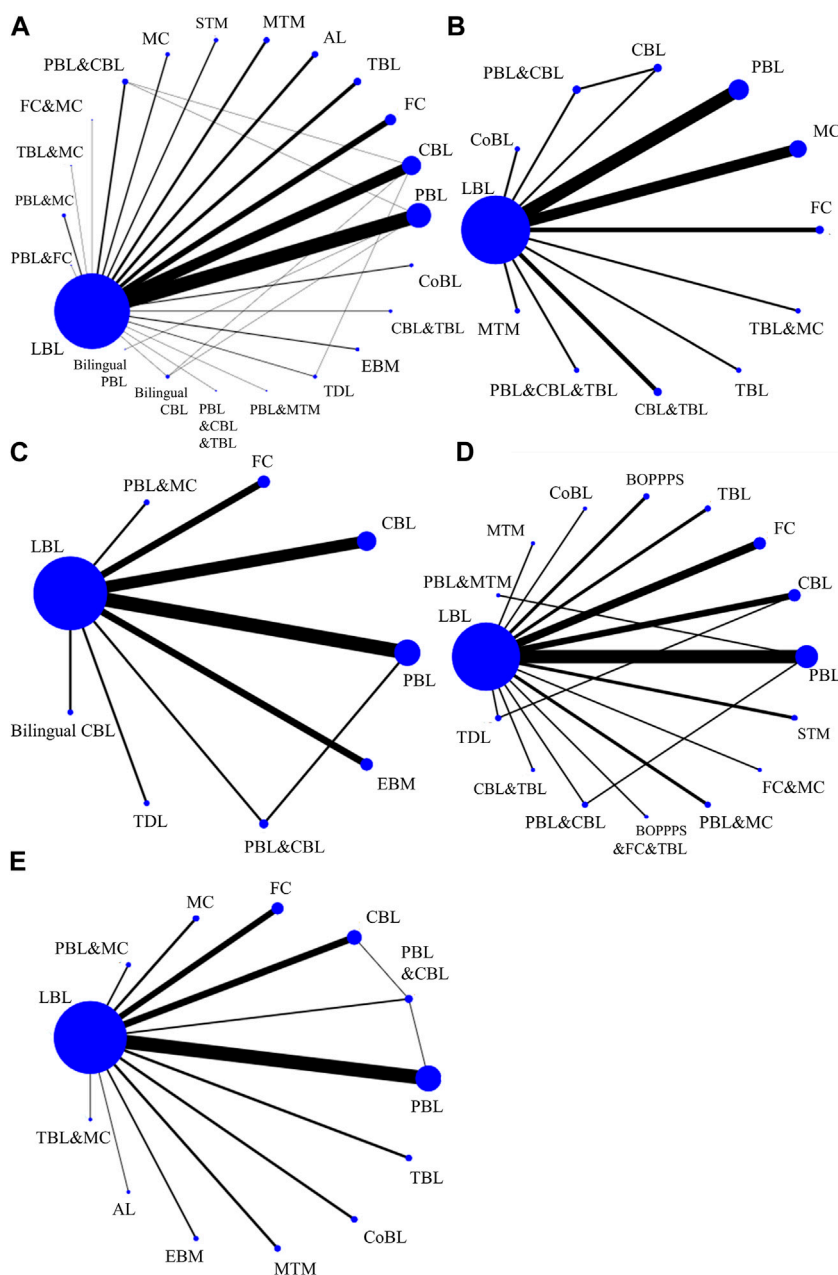 A
STM
MTM
MC
AL
PBL&CBL
TBL
FC&MC
FC
TBL&MC
CBL
PBL&MC
PBL
PBL&FC
CoBL
CBL&TBL
LBL
EBM
Bilingual
PBL
Bilingual
CBL
PBL
&CBL
&TBL
PBL&MTM
TDL
B
CBL
PBL
PBL&CBL
MC
CoBL
LBL
FC
TBL&MC
MTM
TBL
PBL&CBL&TBL
CBL&TBL
C
FC
PBL&MC
CBL
LBL
PBL
Bilingual CBL
EBM
TDL
PBL&CBL
D
BOPPPS
CoBL
TBL
MTM
FC
PBL&MTM
CBL
LBL
PBL
TDL
STM
CBL&TBL
FC&MC
PBL&CBL
PBL&MC
BOPPPS
&FC&TBL
E
FC
MC
CBL
PBL&MC
PBL
&CBL
LBL
PBL
TBL&MC
TBL
AL
CoBL
EBM
MTM